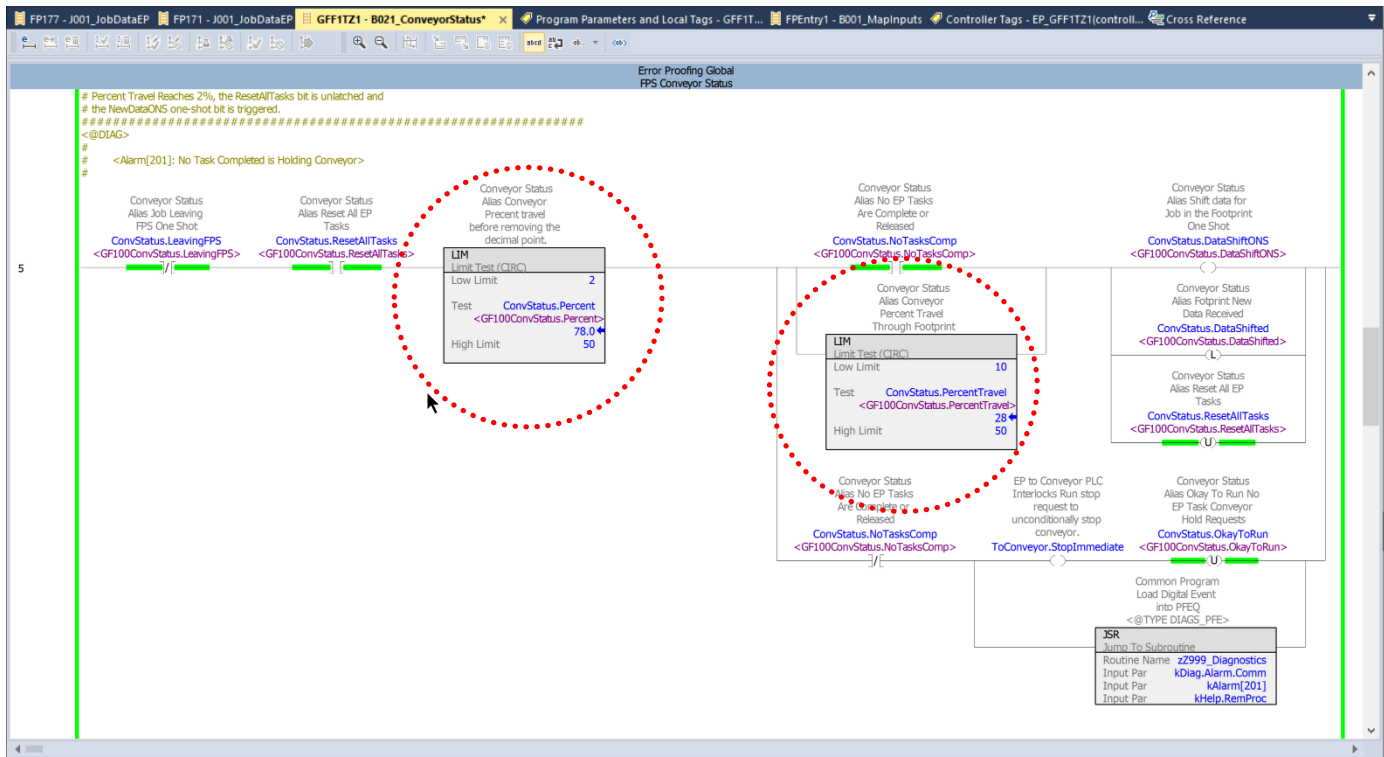 FP177 - J001_JobDataEP
FP171 - J001_JobDataEP
GFF1TZ1 - B021_ConveyorStatus*
Program Parameters and Local Tags - GFF1T...
FPEntry1 - B001_MapInputs
Controller Tags - EP_GFF1TZ1(controll...
Cross Reference
Error Proofing Global
FPS Conveyor Status
# Percent Travel Reaches 2%, the ResetAllTasks bit is unlatched and
# the NewDataONS one-shot bit is triggered.
################################################################
<@DIAG>
#
# <Alarm[201]: No Task Completed is Holding Conveyor>
#
5
Conveyor Status
Alias Job Leaving
FPS One Shot
ConvStatus.LeavingFPS
<GF100ConvStatus.LeavingFPS>
Conveyor Status
Alias Reset All EP
Tasks
ConvStatus.ResetAllTasks
<GF100ConvStatus.ResetAllTasks>
Conveyor Status
Alias Conveyor
Precent travel
before removing the
decimal point.
LIM
Limit Test (CIRC)
Low Limit 2
Test ConvStatus.Percent
<GF100ConvStatus.Percent>
78.0
High Limit 50
Conveyor Status
Alias No EP Tasks
Are Complete or
Released
ConvStatus.NoTasksComp
<GF100ConvStatus.NoTasksComp>
Conveyor Status
Alias Conveyor
Percent Travel
Through Footprint
LIM
Limit Test (CIRC)
Low Limit 10
Test ConvStatus.PercentTravel
<GF100ConvStatus.PercentTravel>
28
High Limit 50
Conveyor Status
Alias No EP Tasks
Are Complete or
Released
ConvStatus.NoTasksComp
<GF100ConvStatus.NoTasksComp>
EP to Conveyor PLC
Interlocks Run stop
request to
unconditionally stop
conveyor.
ToConveyor.StopImmediate
Conveyor Status
Alias Shift data for
Job in the Footprint
One Shot
ConvStatus.DataShiftONS
<GF100ConvStatus.DataShiftONS>
Conveyor Status
Alias Fotprint New
Data Received
ConvStatus.DataShifted
<GF100ConvStatus.DataShifted>
L
Conveyor Status
Alias Reset All EP
Tasks
ConvStatus.ResetAllTasks
<GF100ConvStatus.ResetAllTasks>
U
Conveyor Status
Alias Okay To Run No
EP Task Conveyor
Hold Requests
ConvStatus.OkayToRun
<GF100ConvStatus.OkayToRun>
U
Common Program
Load Digital Event
into PFEQ
<@TYPE DIAGS_PFE>
JSR
Jump To Subroutine
Routine Name zZ999_Diagnostics
Input Par kDiag.Alarm.Comm
Input Par kAlarm[201]
Input Par kHelp.RemProc